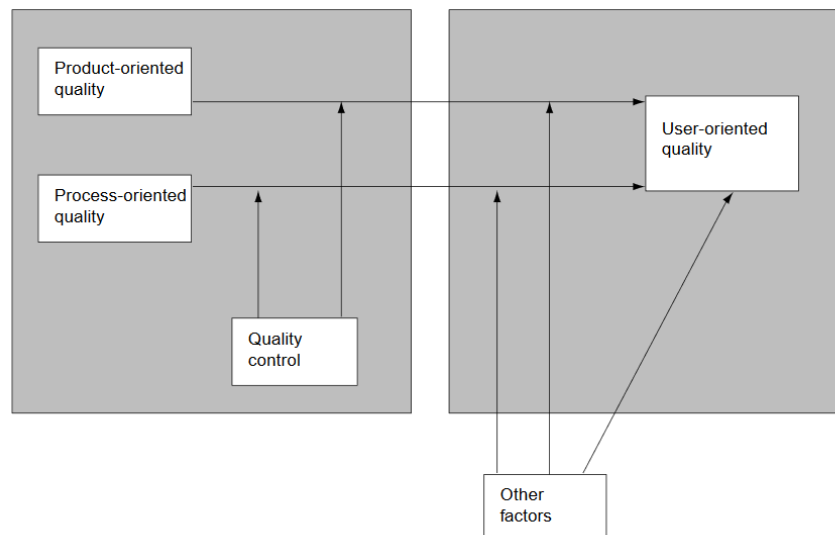 Product-oriented
quality
User-oriented
quality
Process-oriented
quality
Quality
control
Other
factors